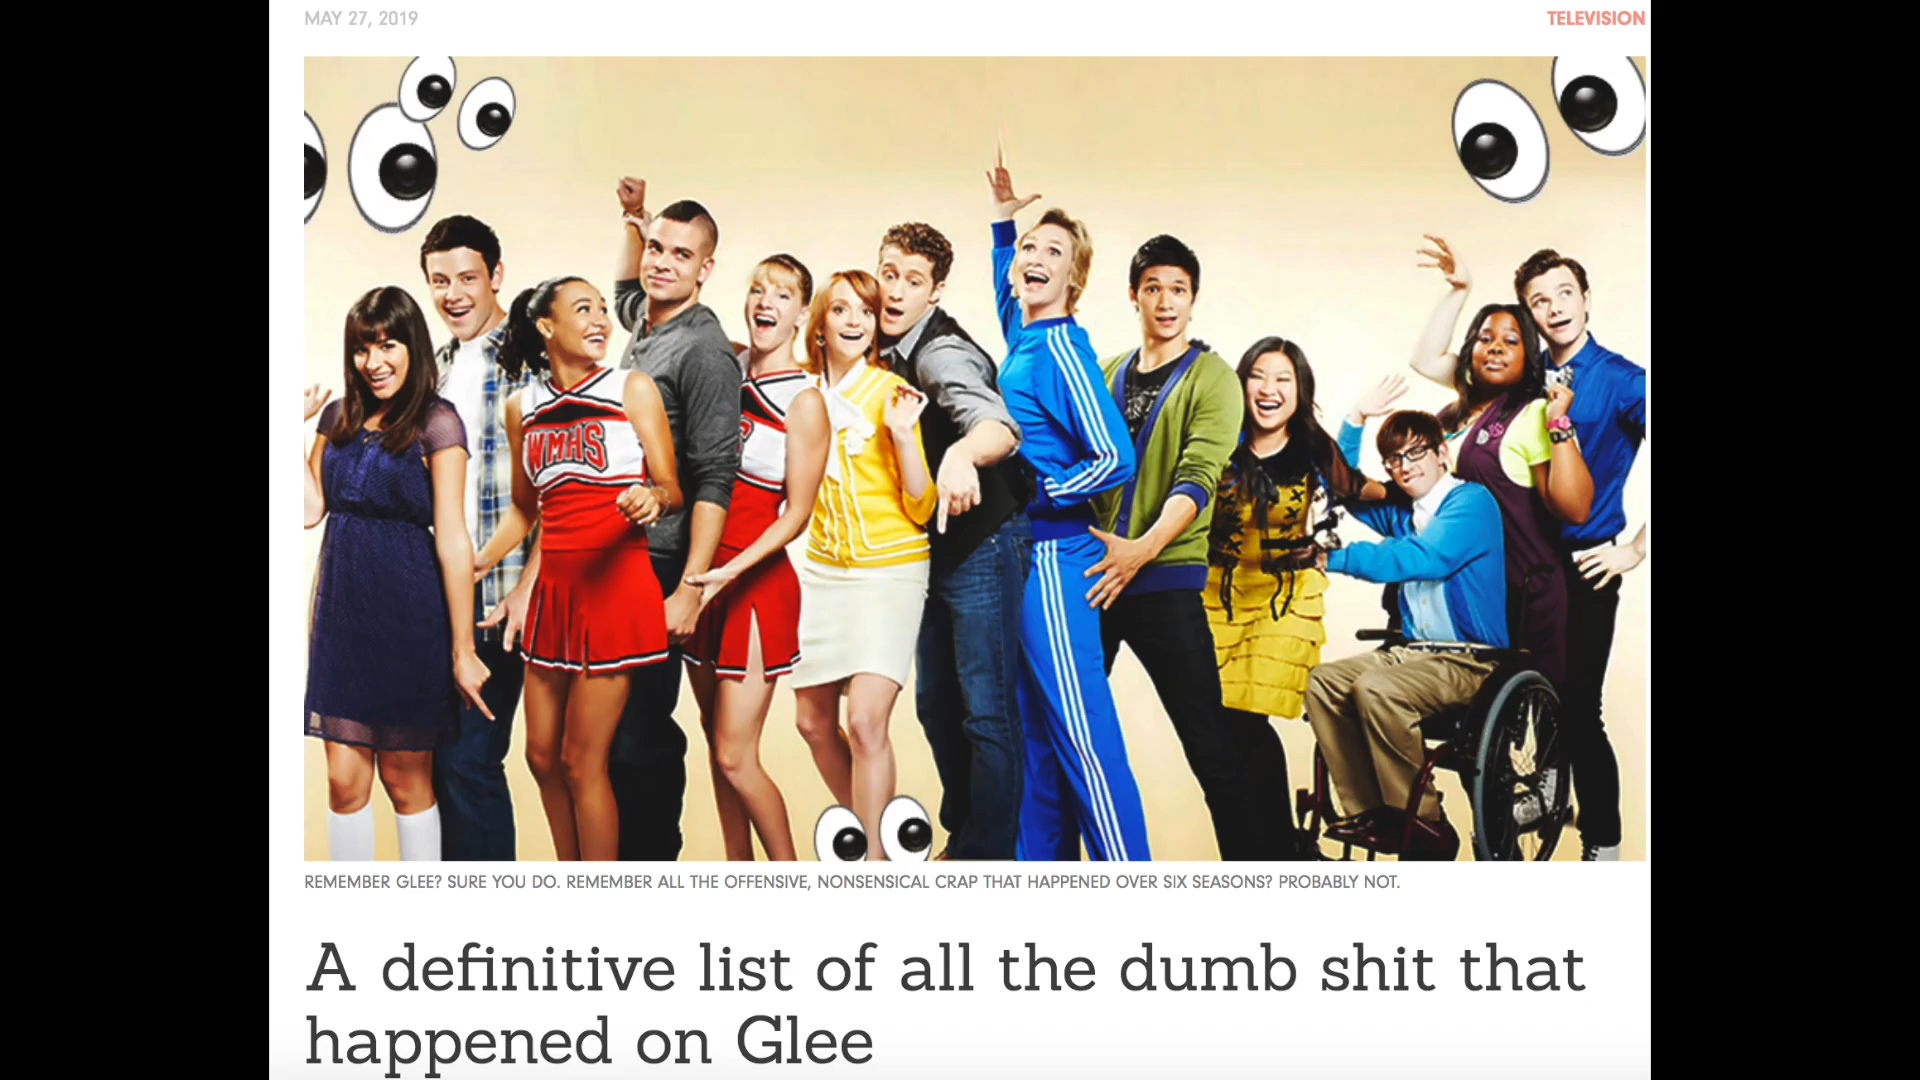 MAY 27, 2019
TELEVISION
WMHS
REMEMBER GLEE? SURE YOU DO. REMEMBER ALL THE OFFENSIVE, NONSENSICAL CRAP THAT HAPPENED OVER SIX SEASONS? PROBABLY NOT.
A definitive list of all the dumb shit that
happened on Glee